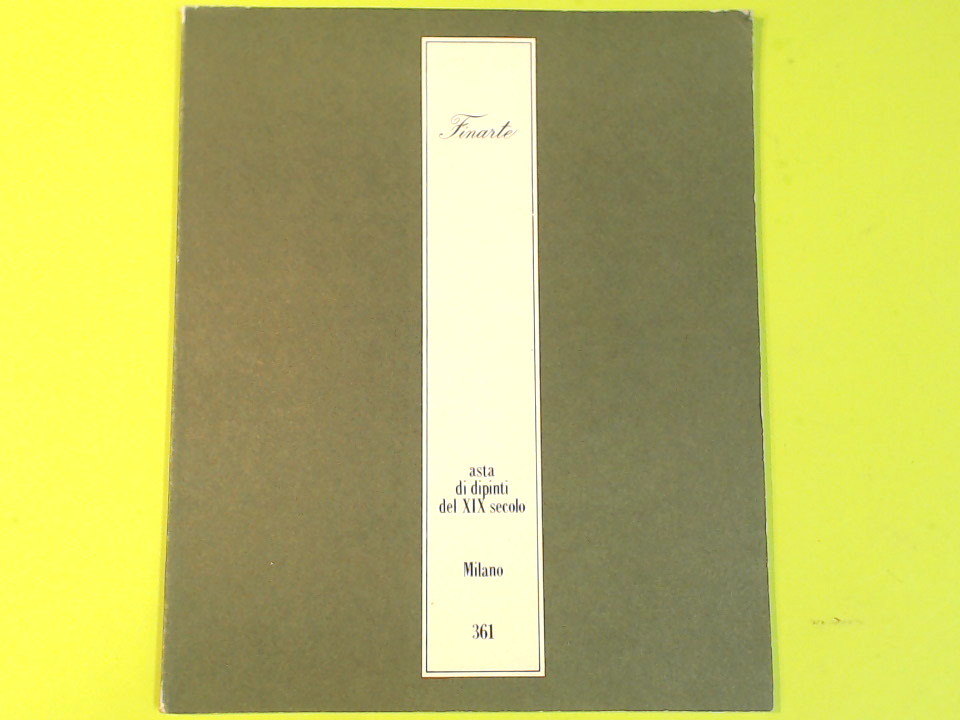 Finarte
asta
di dipinti
del XIX secolo
Milano
361